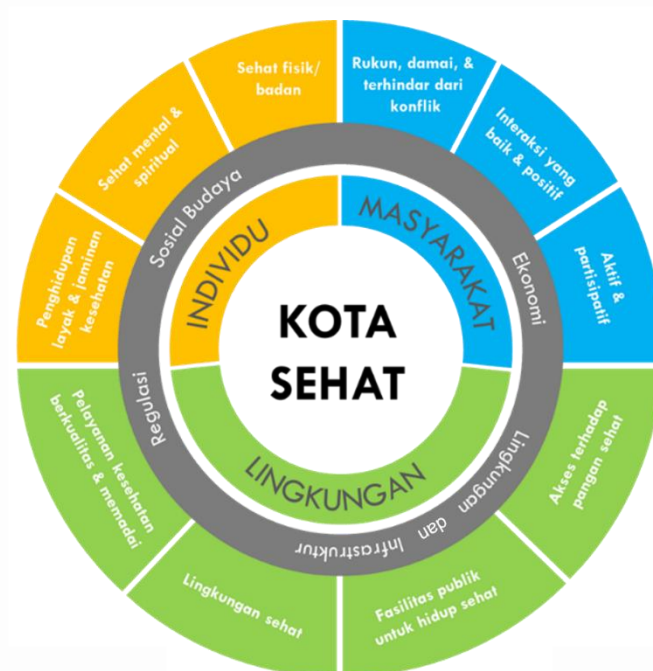 KOTA
SEHAT
INDIVIDU
MASYARAKAT
LINGKUNGAN
Sosial Budaya
Ekonomi
Lingkungan dan Infrastruktur
Regulasi
Sehat fisik/
badan
Rukun, damai, &
terhindar dari
konflik
Interaksi yang
baik & positif
Aktif &
partisipatif
Akses terhadap
pangan sehat
Fasilitas publik
untuk hidup sehat
Lingkungan sehat
Pelayanan kesehatan
berkualitas & memadai
Penghidupan
layak & jaminan
kesehatan
Sehat mental &
spiritual